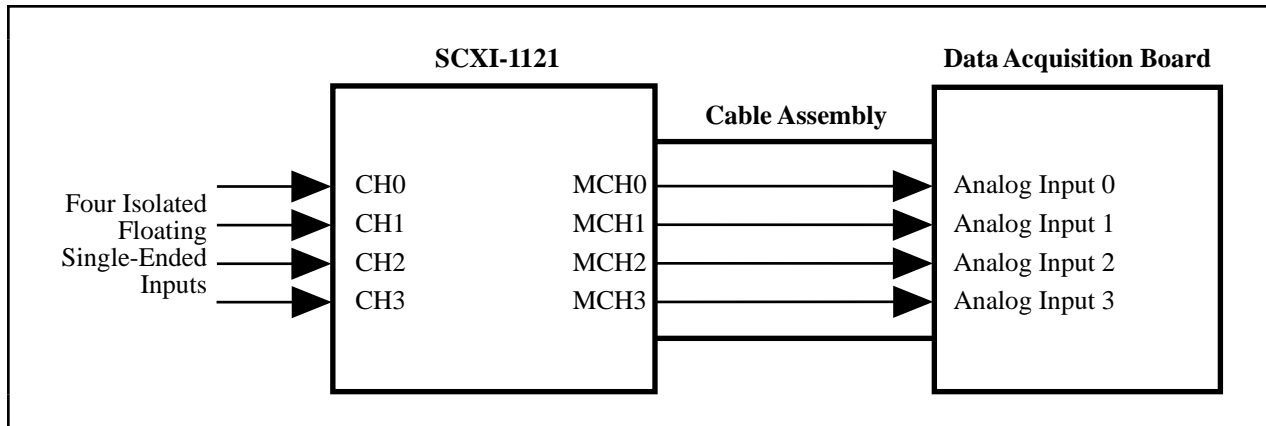 SCXI-1121
Data Acquisition Board
Cable Assembly
Four Isolated
Floating
Single-Ended
Inputs
CH0
CH1
CH2
CH3
MCH0
MCH1
MCH2
MCH3
Analog Input 0
Analog Input 1
Analog Input 2
Analog Input 3